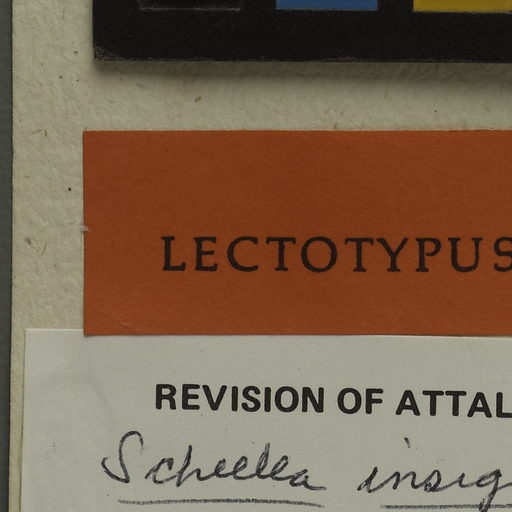 LECTOTYPUS
REVISION OF ATTAL
Scheelea insig